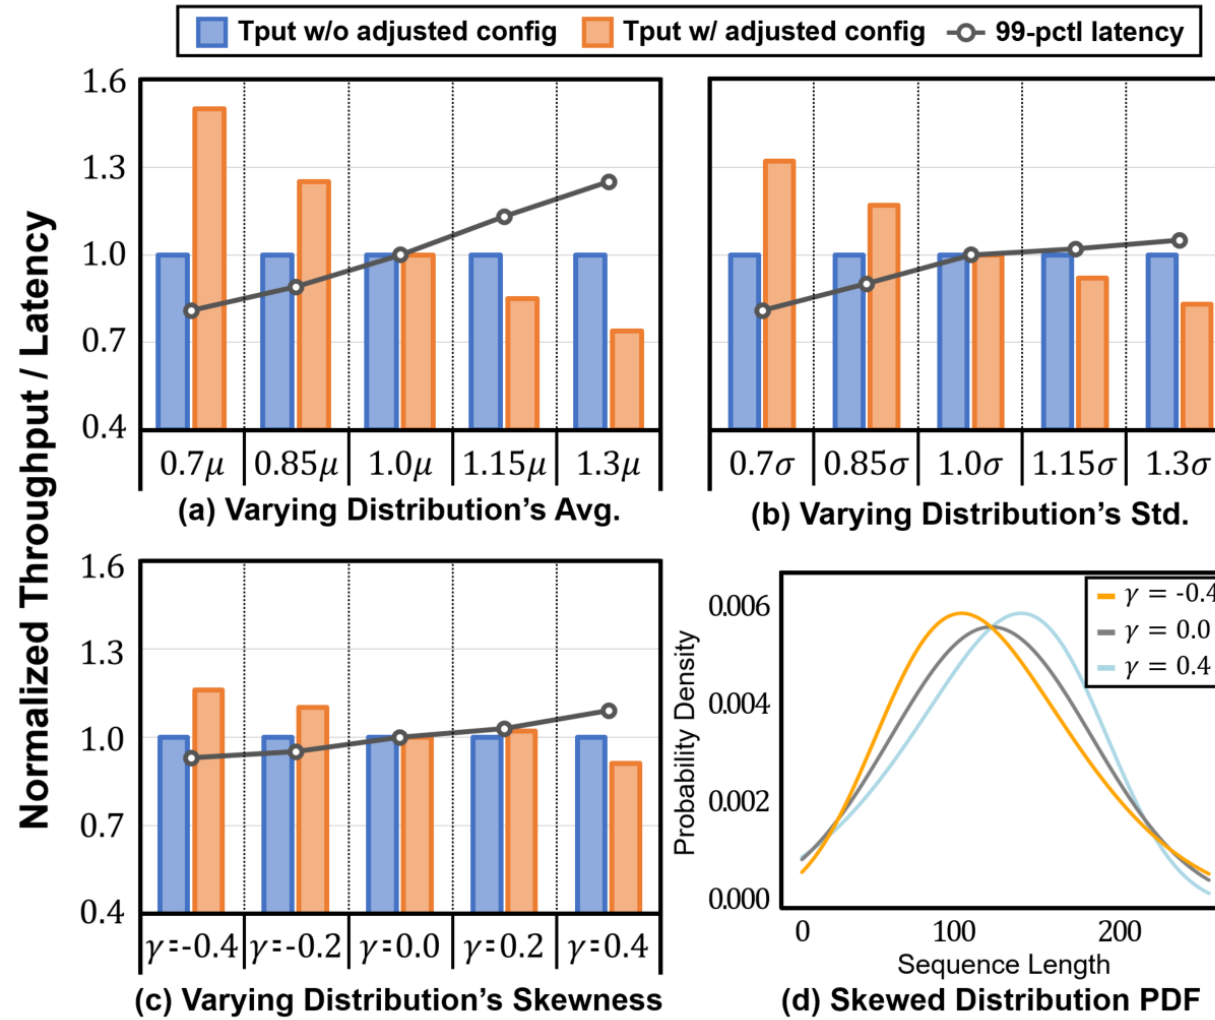 Tput w/o adjusted config Tput w/ adjusted config 99-pctl latency
Normalized Throughput / Latency
1.6
1.3
1.0
0.7
0.4
0.7μ 0.85μ 1.0μ 1.15μ 1.3μ
(a) Varying Distribution's Avg.
0.7σ 0.85σ 1.0σ 1.15σ 1.3σ
(b) Varying Distribution's Std.
1.6
1.3
1.0
0.7
0.4
γ=-0.4 γ=-0.2 γ=0.0 γ=0.2 γ=0.4
(c) Varying Distribution's Skewness
Probability Density
0.006
0.004
0.002
0.000
γ = -0.4
γ = 0.0
γ = 0.4
0 100 200
Sequence Length
(d) Skewed Distribution PDF